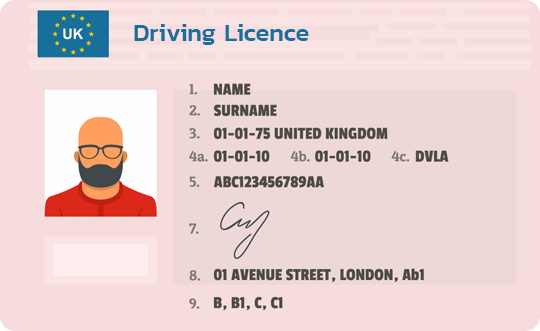 UK
Driving Licence
1. NAME
2. SURNAME
3. 01-01-75 UNITED KINGDOM
4a. 01-01-10 4b. 01-01-10 4c. DVLA
5. ABC123456789AA
7.
8. 01 AVENUE STREET, LONDON, Ab1
9. B, B1, C, C1